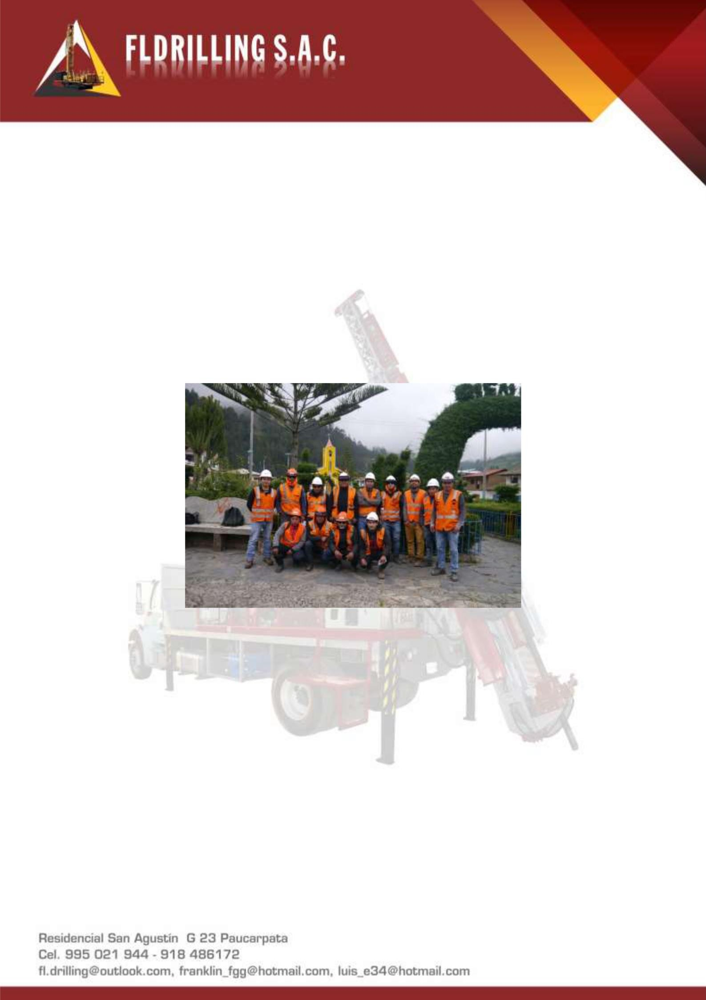 FLDRILLING S.A.C.
Residencial San Agustín G 23 Paucarpata
Cel. 995 021 944 - 918 486172
fl.drilling@outlook.com, franklin_fgg@hotmail.com, luis_e34@hotmail.com